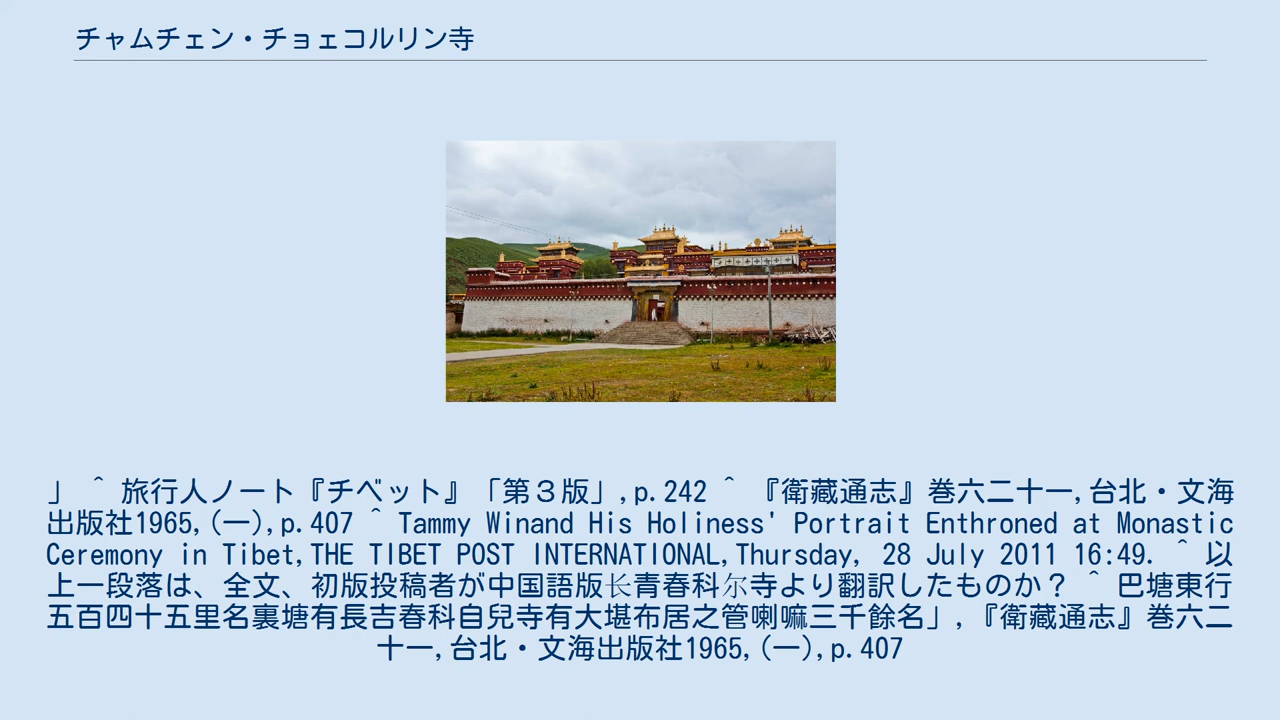 チャムチェン・チョェコルリン寺
」 ＾ 旅行人ノート『チベット』「第３版」,p.242 ＾ 『衛藏通志』巻六二十一,台北・文海
出版社1965,(一),p.407 ＾ Tammy Winand His Holiness' Portrait Enthroned at Monastic
Ceremony in Tibet,THE TIBET POST INTERNATIONAL,Thursday, 28 July 2011 16:49. ＾ 以
上一段落は、全文、初版投稿者が中国語版长青春科尔寺より翻訳したものか？ ＾ 巴塘東行
五百四十五里名裏塘有長吉春科自兒寺有大堪布居之管喇嘛三千餘名」,『衛藏通志』巻六二
十一,台北・文海出版社1965,(一),p.407